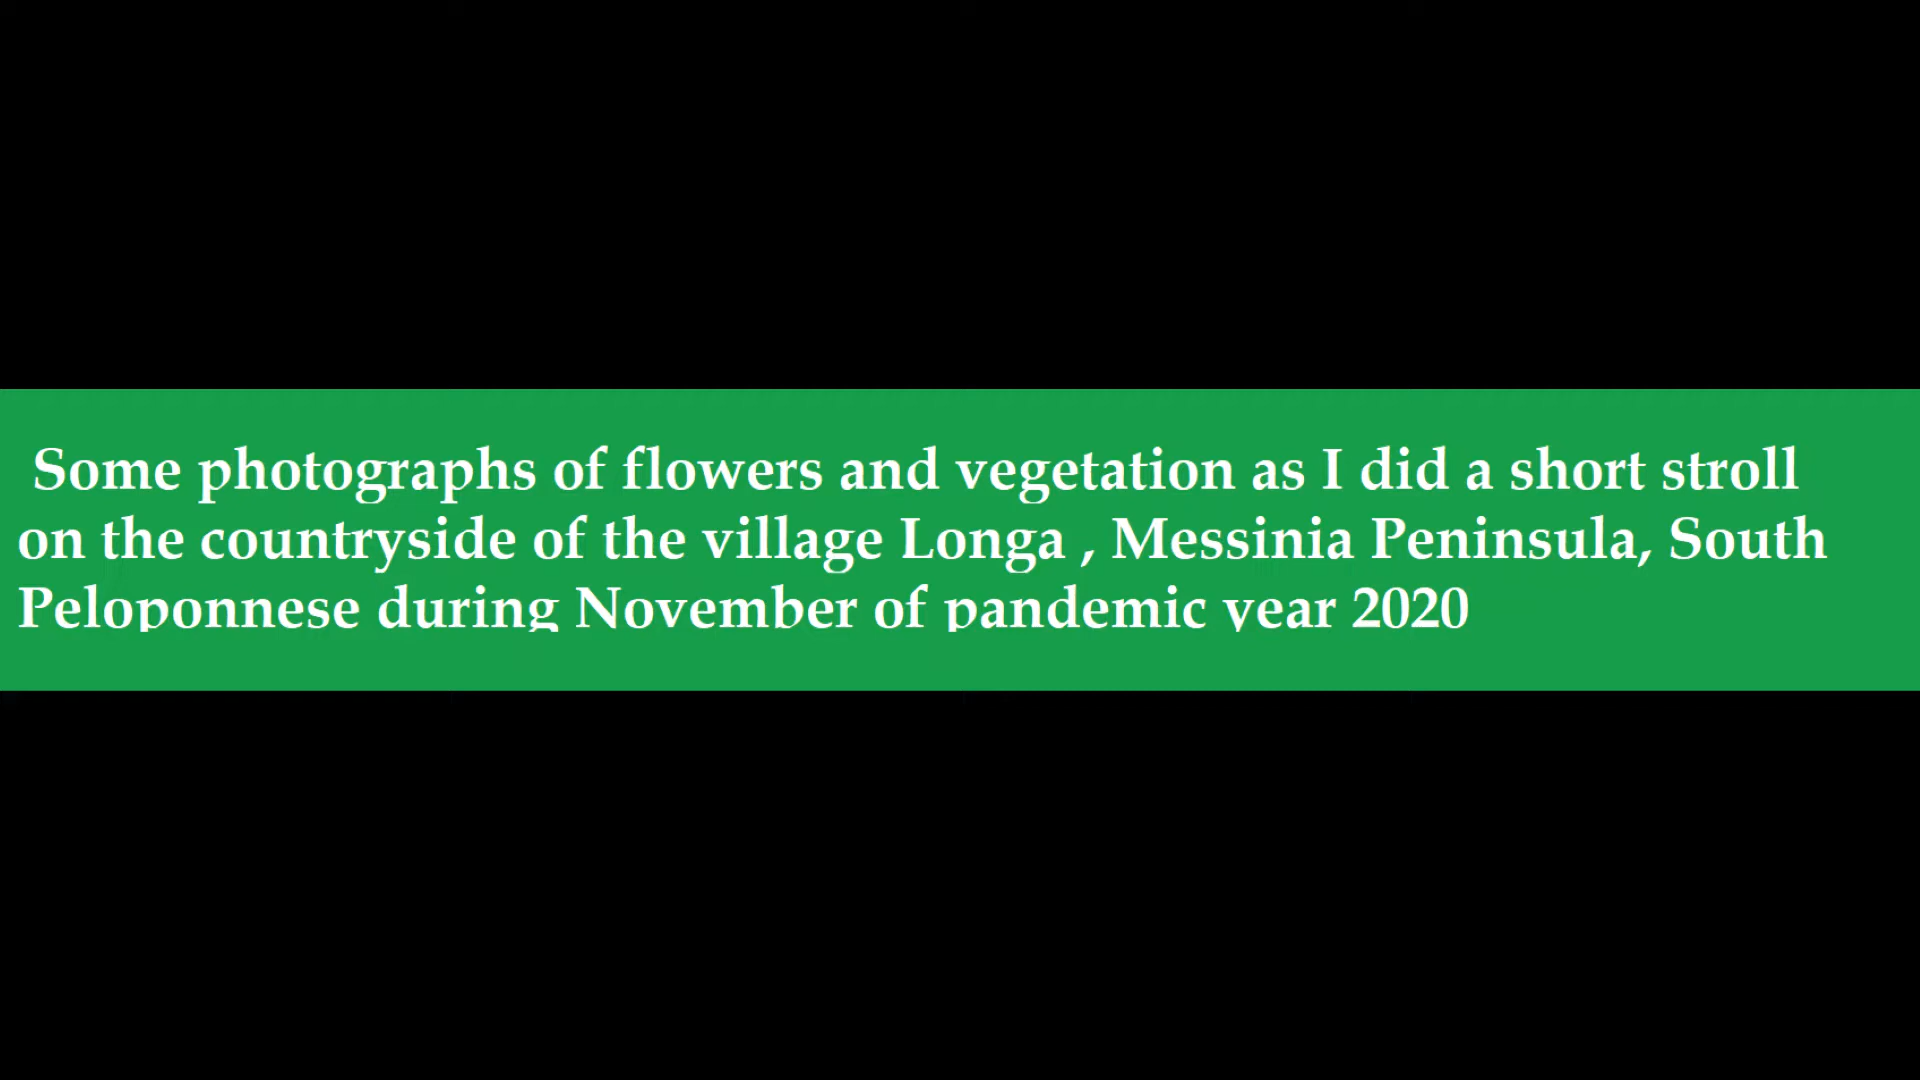 Some photographs of flowers and vegetation as I did a short stroll
on the countryside of the village Longa , Messinia Peninsula, South
Peloponnese during November of pandemic year 2020